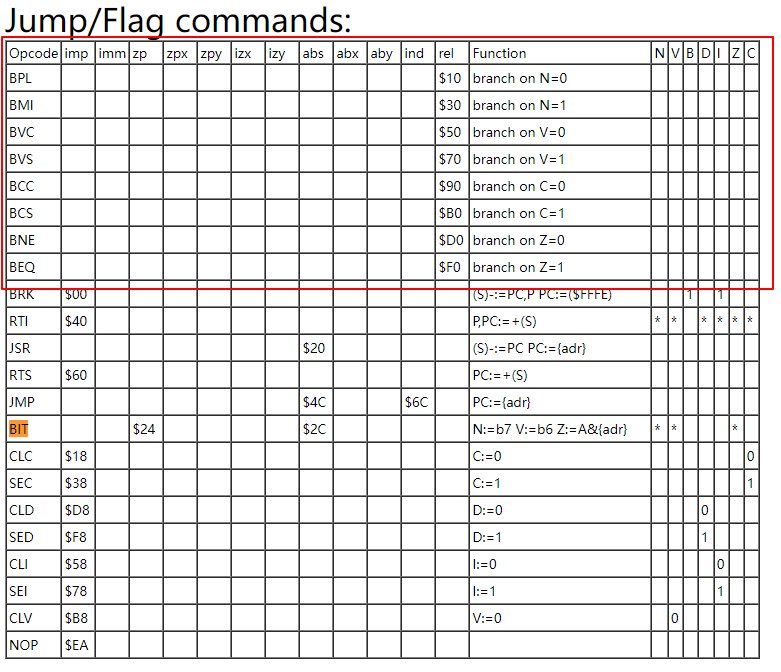 Jump/Flag commands:
Opcode imp imm zp zpx zpy izx izy abs abx aby ind rel Function N V B D I Z C
BPL $10 branch on N=0
BMI $30 branch on N=1
BVC $50 branch on V=0
BVS $70 branch on V=1
BCC $90 branch on C=0
BCS $B0 branch on C=1
BNE $D0 branch on Z=0
BEQ $F0 branch on Z=1
BRK $00 (S)-:=PC,P PC:=($FFFE) 1 1
RTI $40 P,PC:=+(S) * * * * * *
JSR $20 (S)-:=PC PC:={adr}
RTS $60 PC:=+(S)
JMP $4C $6C PC:={adr}
BIT $24 $2C N:=b7 V:=b6 Z:=A&{adr} * * *
CLC $18 C:=0 0
SEC $38 C:=1 1
CLD $D8 D:=0 0
SED $F8 D:=1 1
CLI $58 I:=0 0
SEI $78 I:=1 1
CLV $B8 V:=0 0
NOP $EA